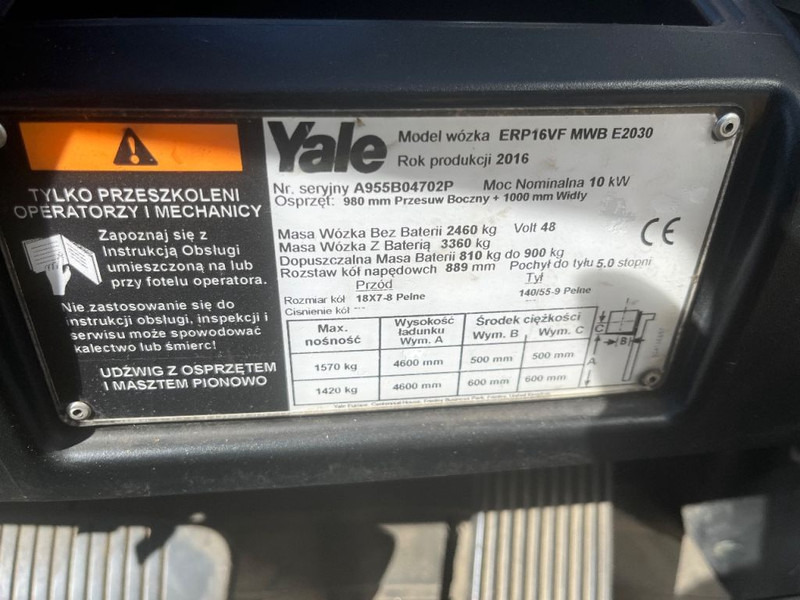 TYLKO PRZESZKOLENI
OPERATORZY I MECHANICY
Zapoznaj się z
Instrukcją Obsługi
umieszczoną na lub
przy fotelu operatora.
Nie zastosowanie się do
instrukcji obsługi, inspekcji i
serwisu może spowodować
kalectwo lub śmierć!
UDŹWIG Z OSPRZĘTEM
I MASZTEM PIONOWO
Yale
Model wózka ERP16VF MWB E2030
Rok produkcji 2016
Nr. seryjny A955B04702P Moc Nominalna 10 kW
Osprzęt: 980 mm Przesuw Boczny + 1000 mm Widły
Masa Wózka Bez Baterii 2460 kg Volt 48
Masa Wózka Z Baterią 3360 kg
Dopuszczalna Masa Baterii 810 kg do 900 kg
Rozstaw kół napędowych 889 mm Pochył do tyłu 5.0 stopni
Przód Tył
Rozmiar kół 18X7-8 Pełne 140/55-9 Pełne
Ciśnienie kół --
CE
Max. nośność Wysokość ładunku Wym. A Środek ciężkości Wym. B Wym. C
1570 kg 4600 mm 500 mm 500 mm
1420 kg 4600 mm 600 mm 600 mm
C
B
A